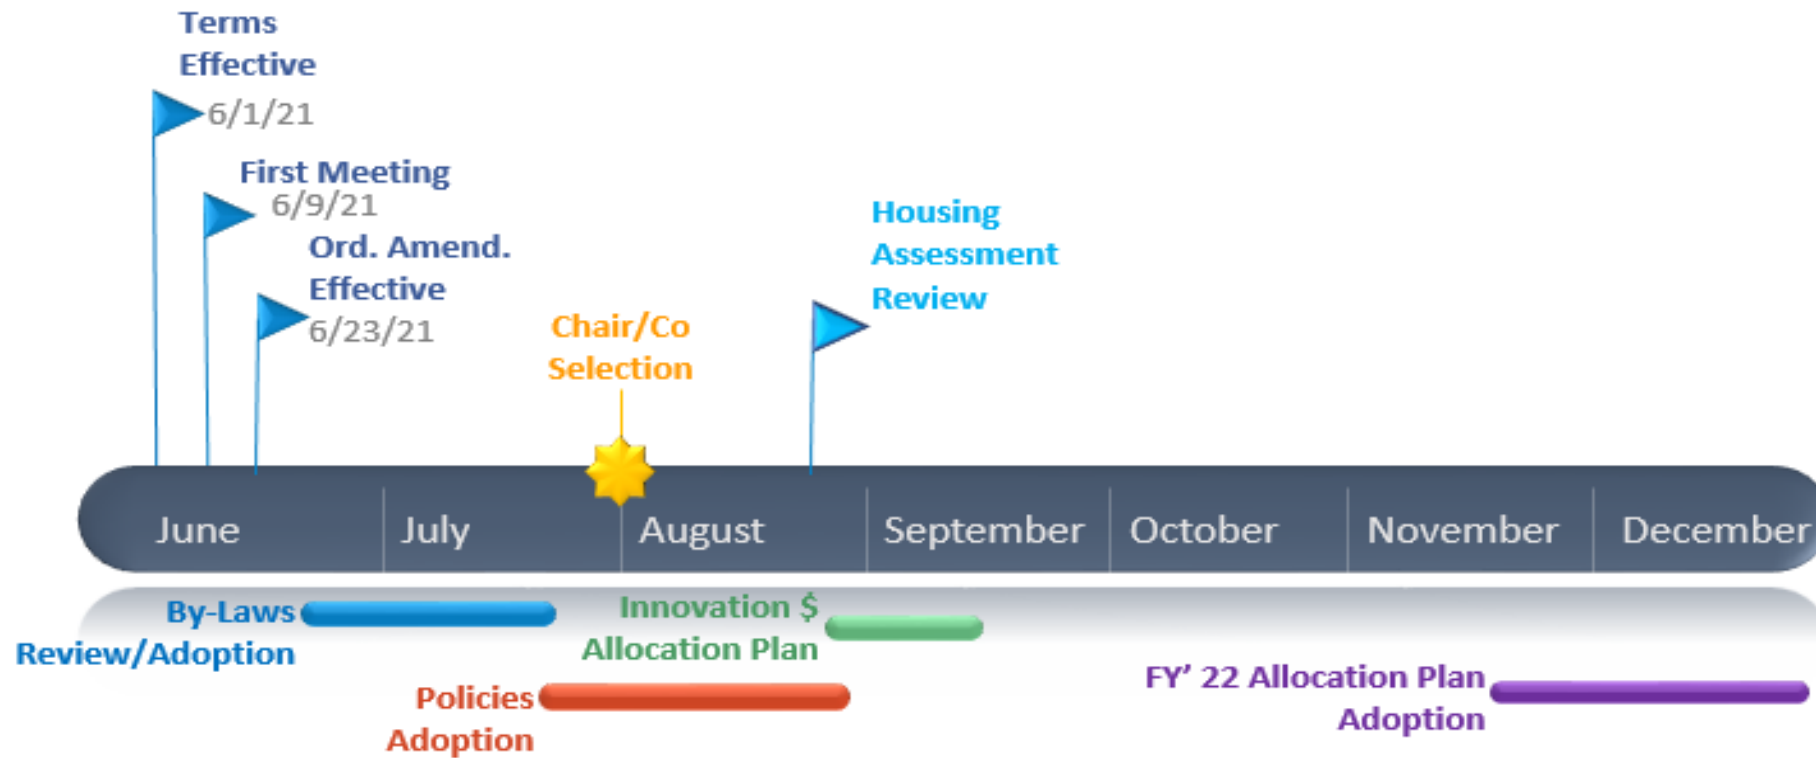 Terms
Effective
6/1/21
First Meeting
6/9/21
Ord. Amend.
Effective
6/23/21
Chair/Co
Selection
Housing
Assessment
Review
June
July
August
September
October
November
December
By-Laws
Review/Adoption
Innovation $
Allocation Plan
Policies
Adoption
FY’ 22 Allocation Plan
Adoption